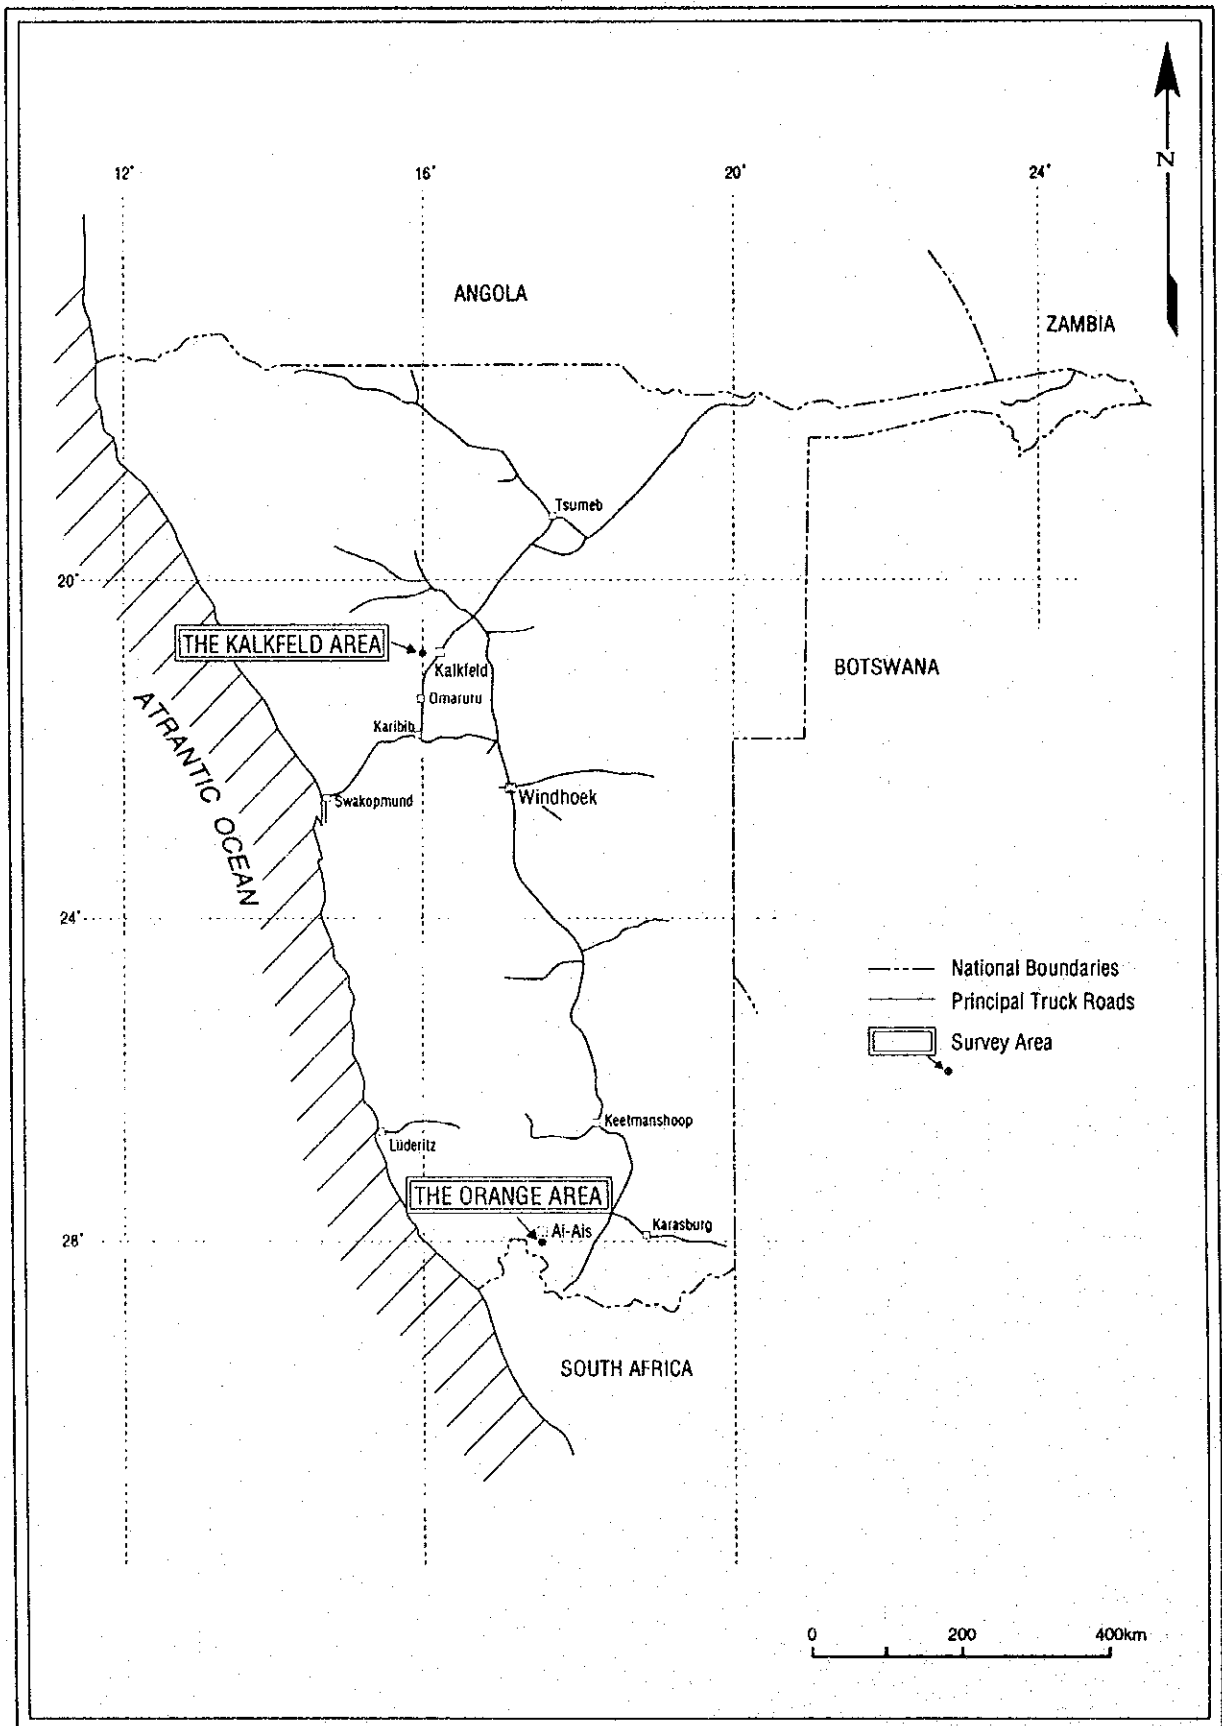 N
12° 16° 20° 24°
ANGOLA
ZAMBIA
Tsumeb
20°
THE KALKFELD AREA
Kalkfeld
BOTSWANA
Omaruru
Karibib
ATRANTIC OCEAN
Swakopmund
Windhoek
24°
National Boundaries
Principal Truck Roads
Survey Area
Keetmanshoop
Lüderitz
THE ORANGE AREA
Ai-Ais
Karasburg
28°
SOUTH AFRICA
0 200 400km